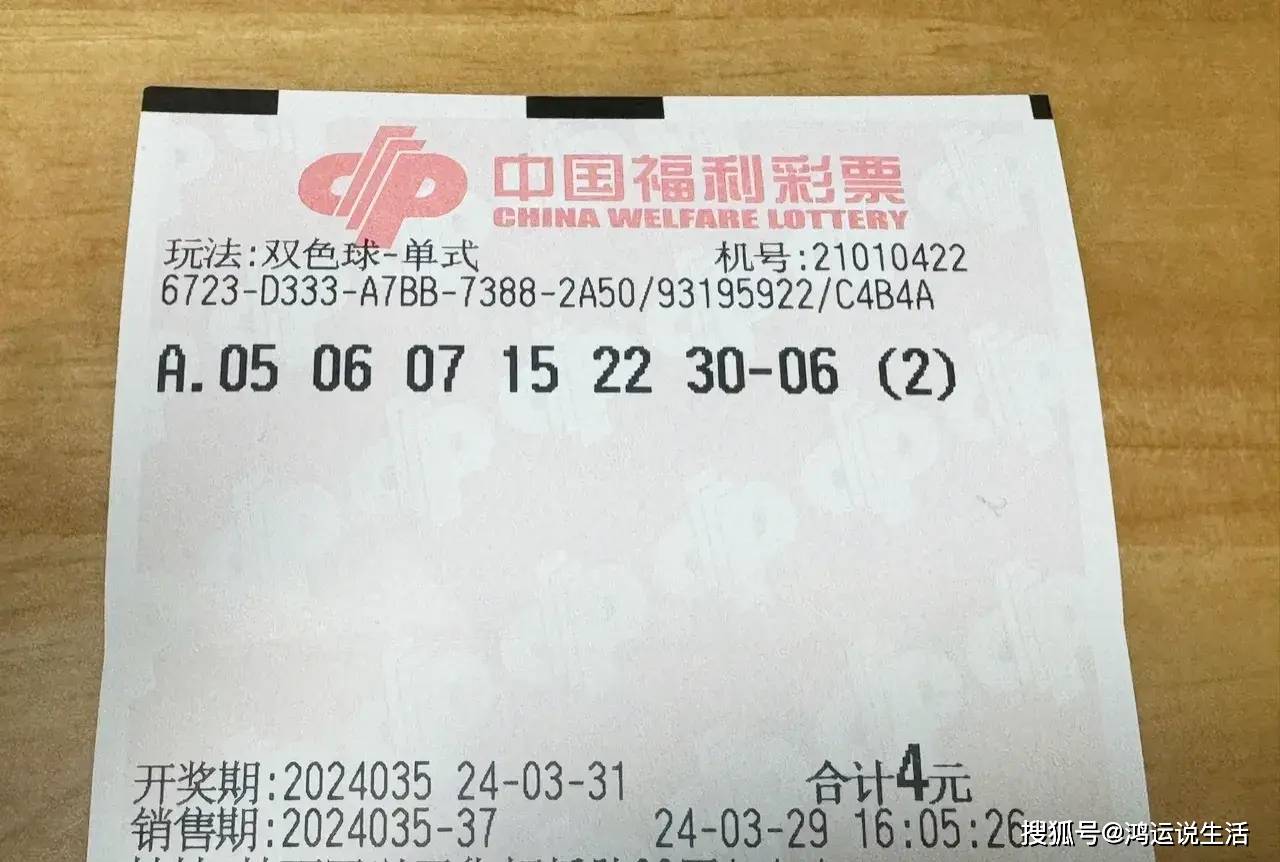 中国福利彩票
CHINA WELFARE LOTTERY
玩法:双色球-单式 机号:21010422
6723-D333-A7BB-7388-2A50/93195922/C4B4A
A.05 06 07 15 22 30-06 (2)
开奖期:2024035 24-03-31 合计4元
销售期:2024035-37 24-03-29 16:05:26
搜狐号@鸿运说生活